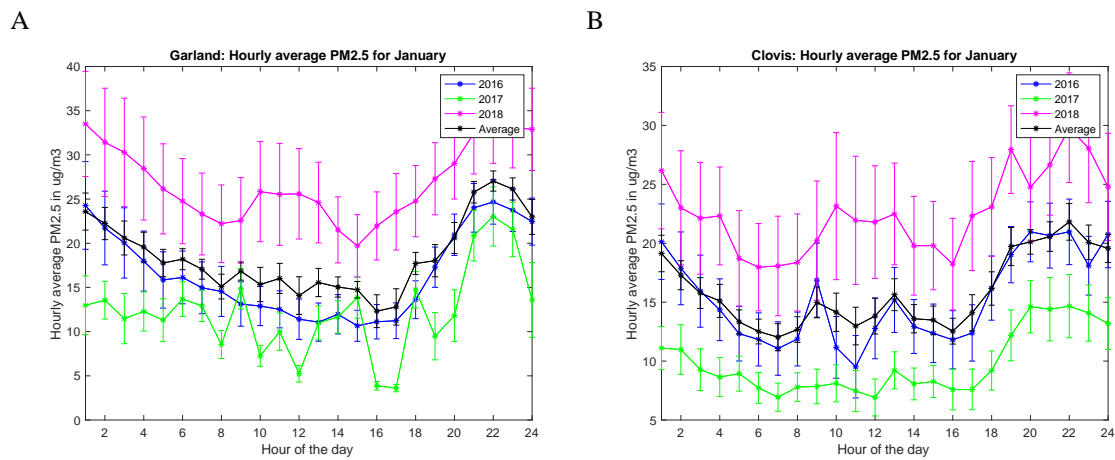 A
Garland: Hourly average PM2.5 for January
40
35
30
25
20
15
10
5
0
2 4 6 8 10 12 14 16 18 20 22 24
Hour of the day
Hourly average PM2.5 in ug/m3
2016
2017
2018
Average
B
Clovis: Hourly average PM2.5 for January
35
30
25
20
15
10
5
2 4 6 8 10 12 14 16 18 20 22 24
Hour of the day
Hourly average PM2.5 in ug/m3
2016
2017
2018
Average